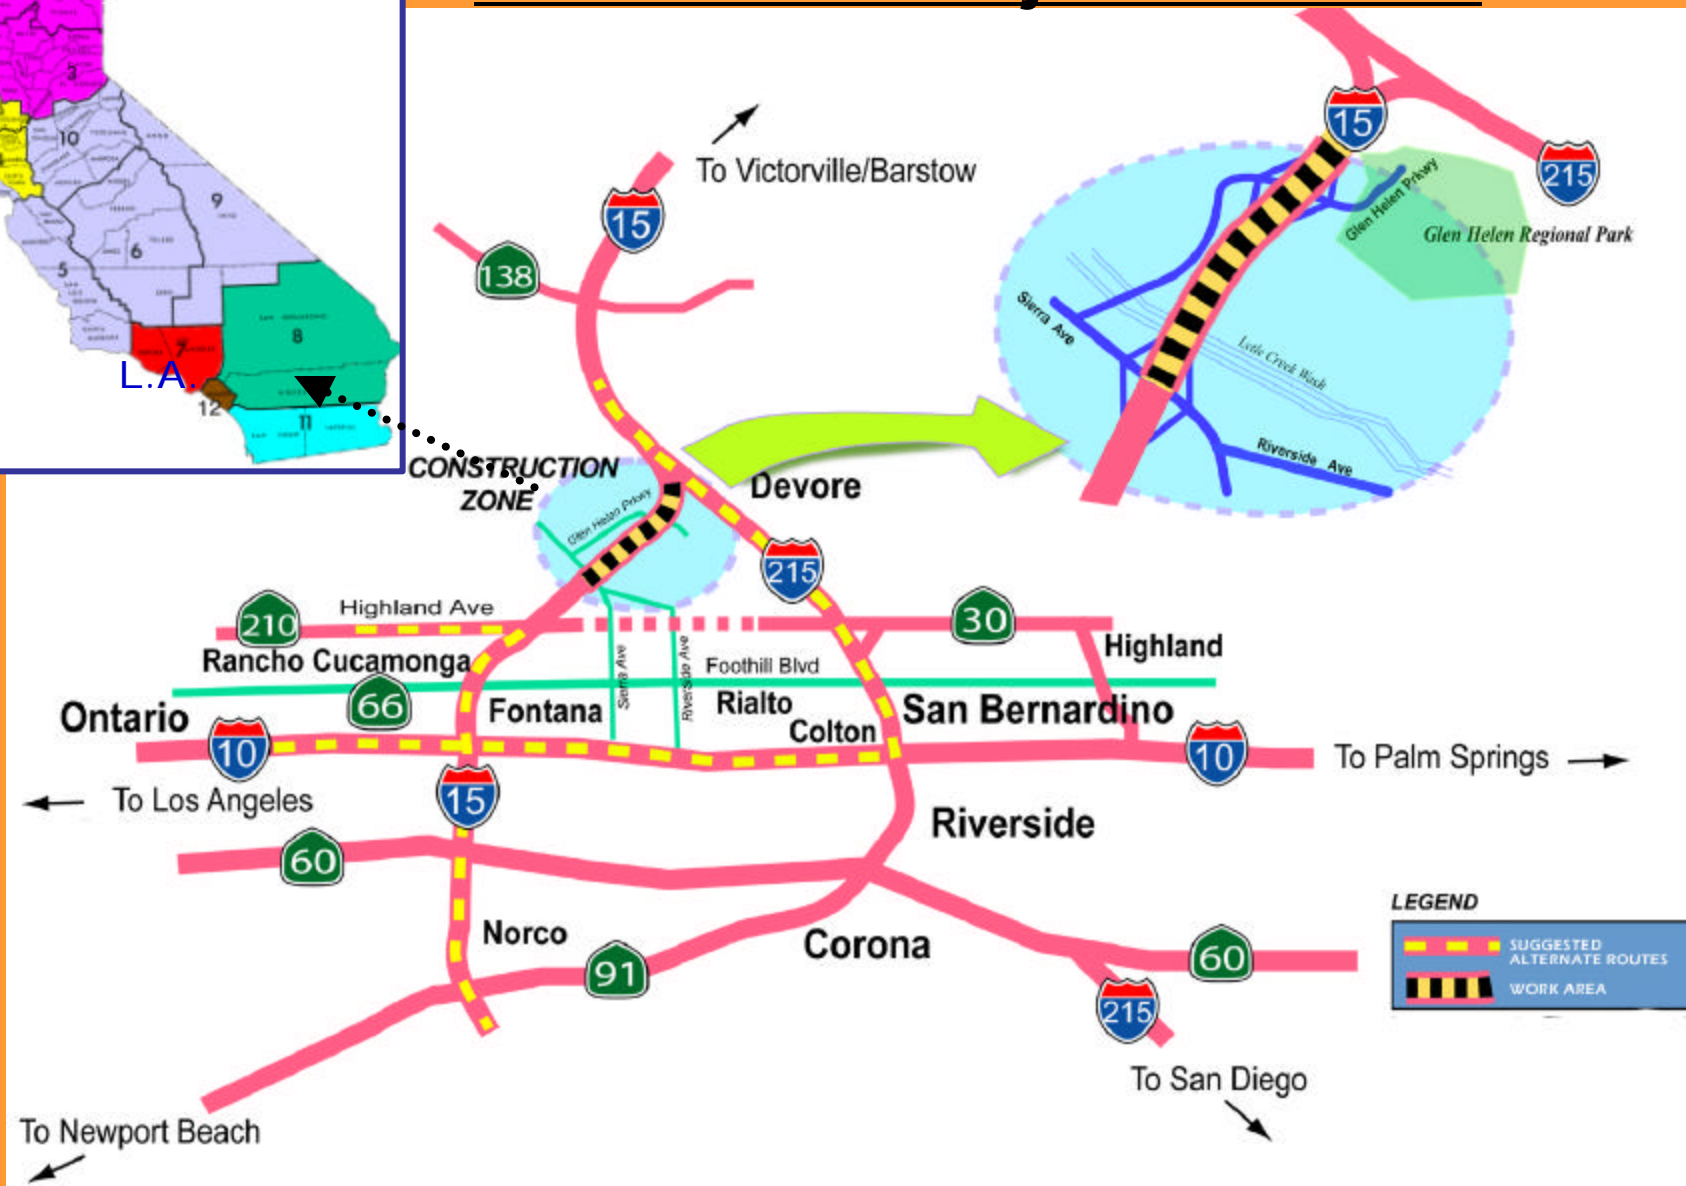 3
10
9
6
5
8
7
L.A.
12
11
To Victorville/Barstow
15
138
15
215
Glen Helen Prkwy
Glen Helen Regional Park
Sierra Ave
Lytle Creek Wash
Riverside Ave
CONSTRUCTION
ZONE
Glen Helen Prkwy
Devore
215
210
Highland Ave
30
Highland
Rancho Cucamonga
Sierra Ave
Riverside Ave
Foothill Blvd
66
Ontario
Fontana
Rialto
Colton
San Bernardino
10
10
To Palm Springs
To Los Angeles
15
Riverside
60
Norco
Corona
91
60
215
To San Diego
To Newport Beach
LEGEND
SUGGESTED
ALTERNATE ROUTES
WORK AREA